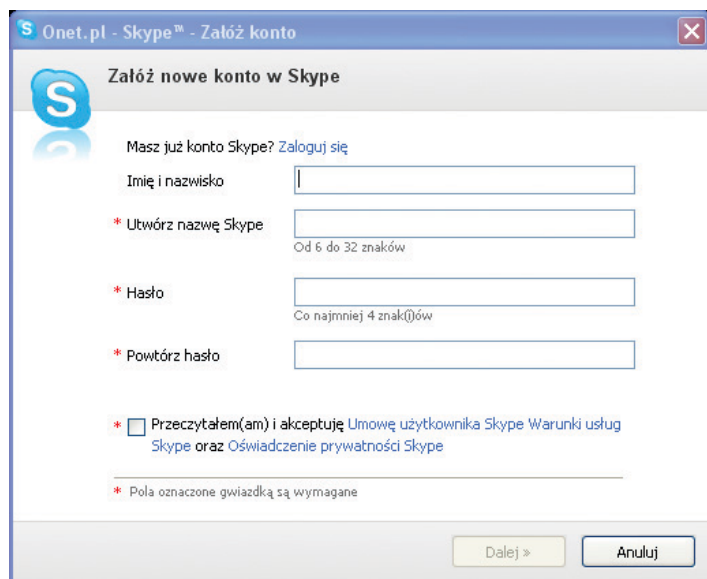 Onet.pl - Skype™ - Załóż konto
Załóż nowe konto w Skype
Masz już konto Skype? Zaloguj się
Imię i nazwisko
* Utwórz nazwę Skype
Od 6 do 32 znaków
* Hasło
Co najmniej 4 znak(i)ów
* Powtórz hasło
* Przeczytałem(am) i akceptuję Umowę użytkownika Skype Warunki usług
Skype oraz Oświadczenie prywatności Skype
* Pola oznaczone gwiazdką są wymagane
Dalej » Anuluj